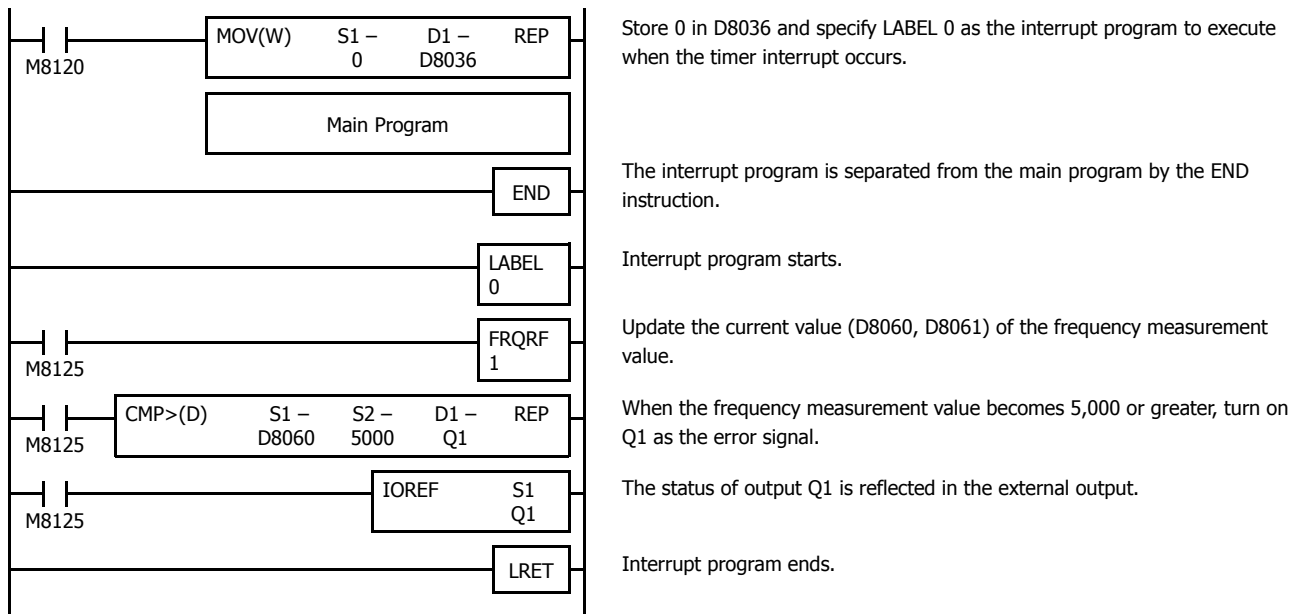 MOV(W) S1 – D1 – REP
0 D8036
M8120
Store 0 in D8036 and specify LABEL 0 as the interrupt program to execute
when the timer interrupt occurs.
Main Program
END
The interrupt program is separated from the main program by the END
instruction.
LABEL
0
Interrupt program starts.
FRQRF
1
M8125
Update the current value (D8060, D8061) of the frequency measurement
value.
CMP>(D) S1 – S2 – D1 – REP
D8060 5000 Q1
M8125
When the frequency measurement value becomes 5,000 or greater, turn on
Q1 as the error signal.
IOREF S1
Q1
M8125
The status of output Q1 is reflected in the external output.
LRET
Interrupt program ends.